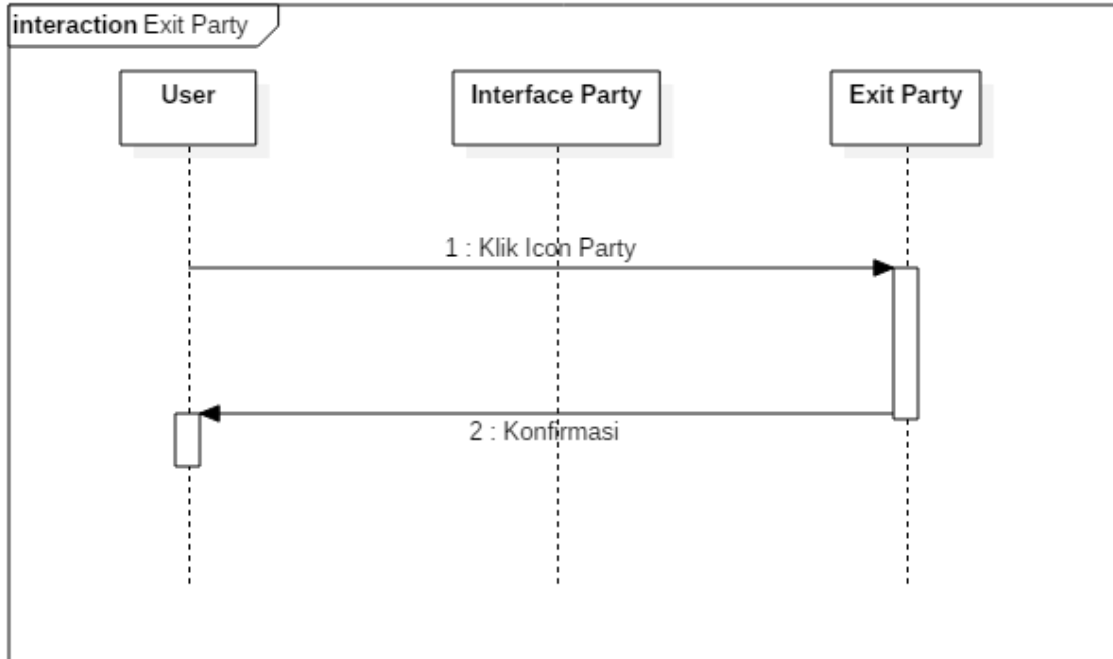 interaction Exit Party
User
Interface Party
Exit Party
1 : Klik Icon Party
2 : Konfirmasi